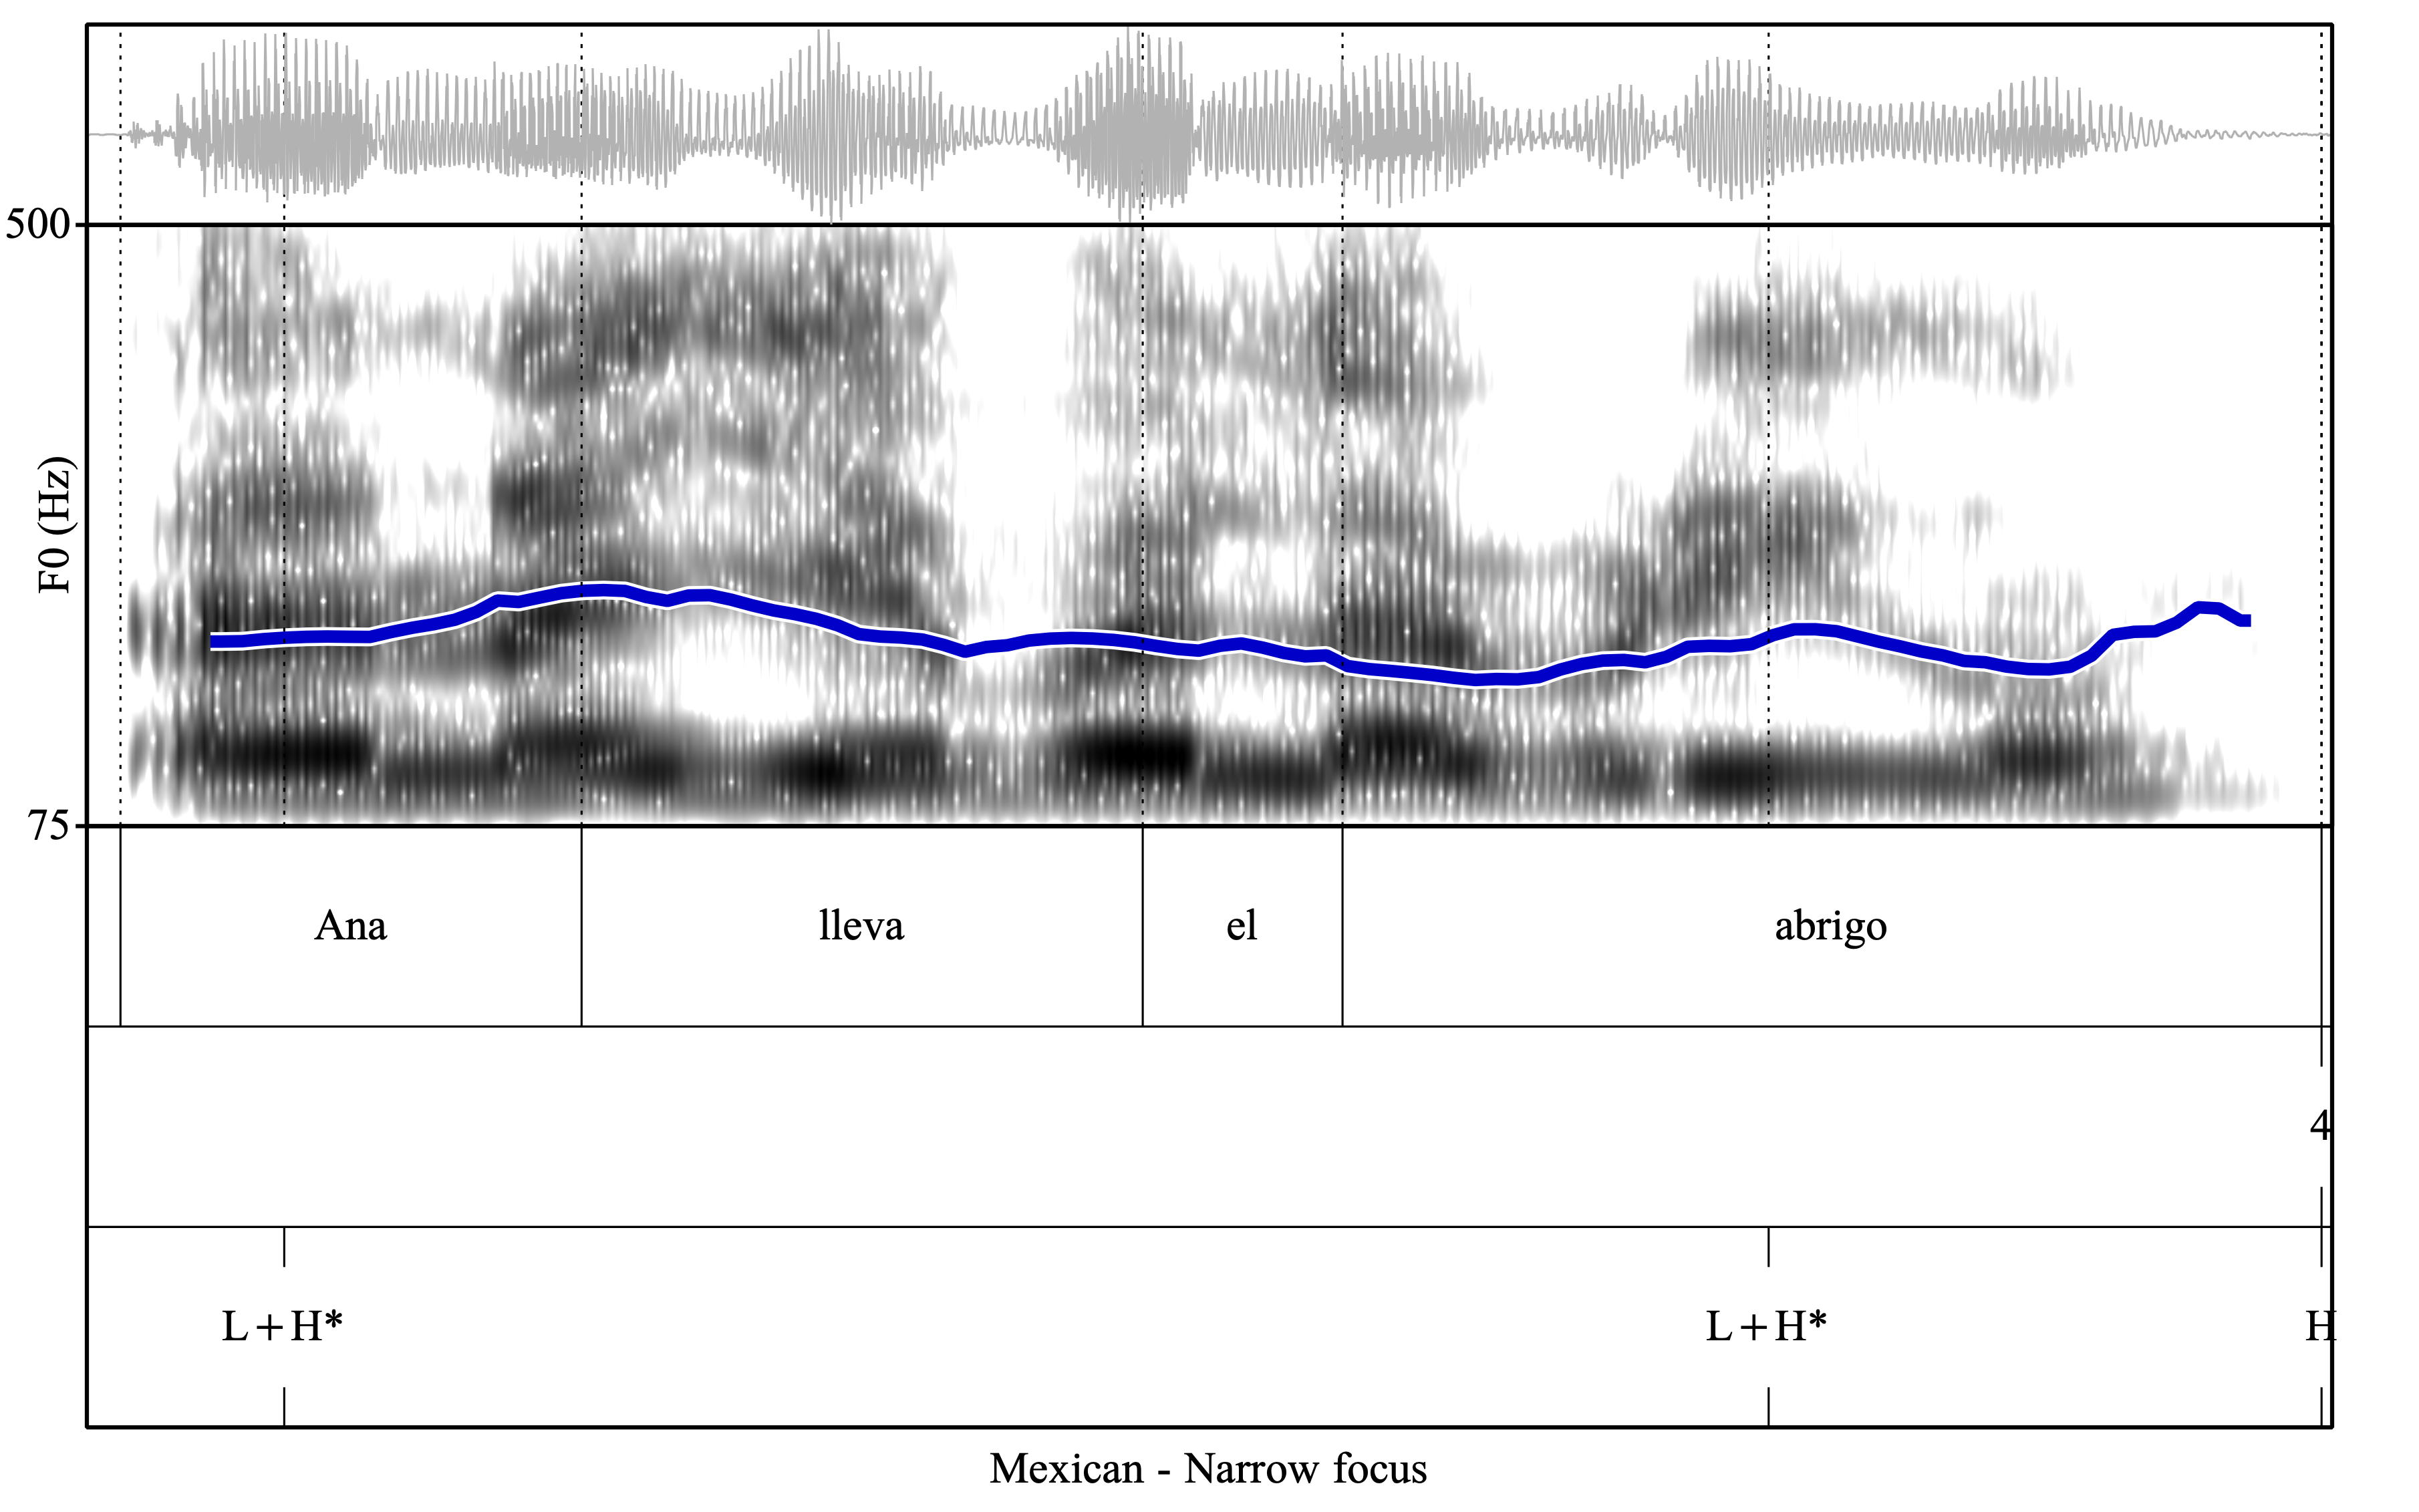 500
F0 (Hz)
75
Ana lleva el abrigo
4
L+H* L+H* H
Mexican - Narrow focus